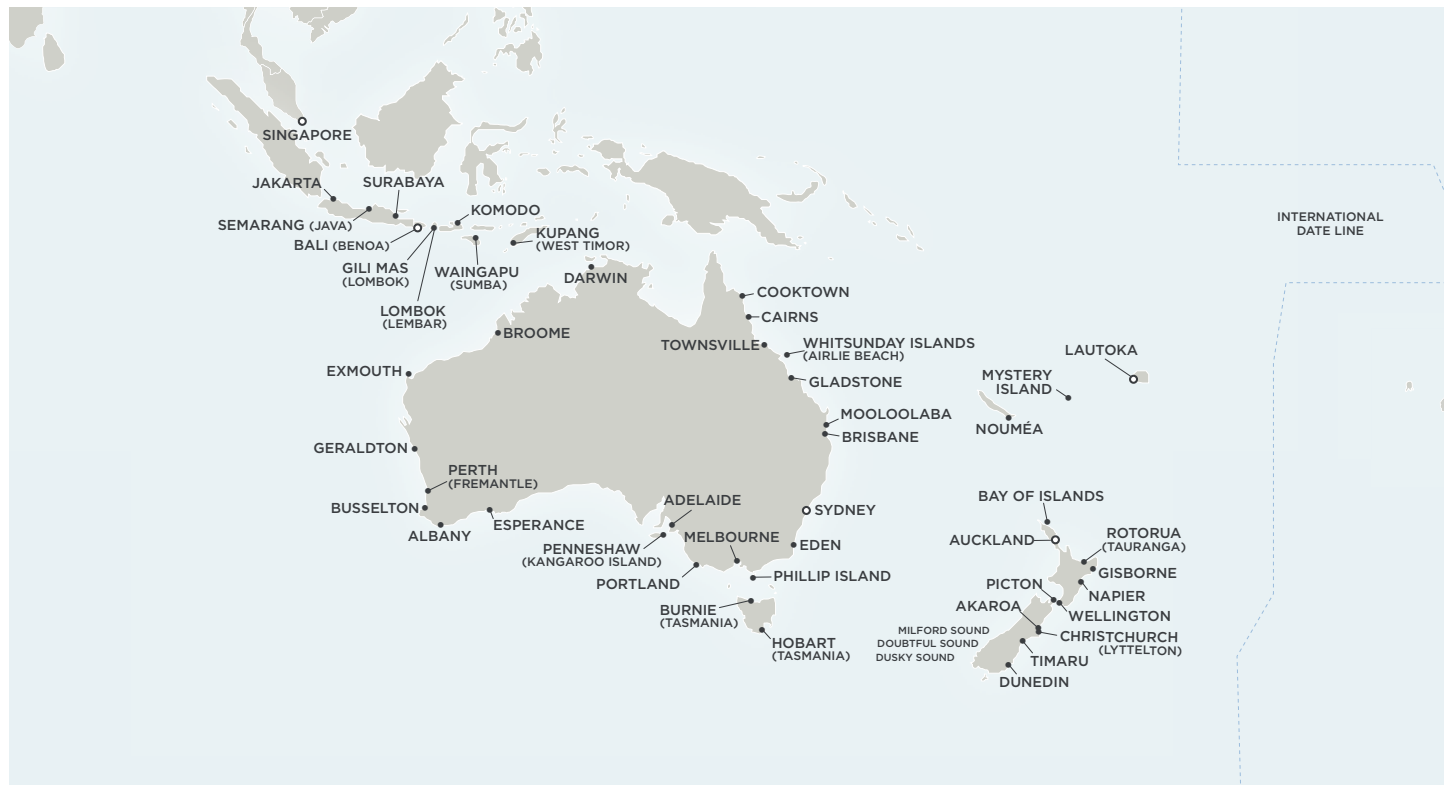 SINGAPORE
JAKARTA
SURABAYA
SEMARANG (JAVA)
KOMODO
BALI (BENOA)
KUPANG
(WEST TIMOR)
GILI MAS
(LOMBOK)
WAINGAPU
(SUMBA)
LOMBOK
(LEMBAR)
DARWIN
INTERNATIONAL
DATE LINE
COOKTOWN
CAIRNS
BROOME
TOWNSVILLE
WHITSUNDAY ISLANDS
(AIRLIE BEACH)
LAUTOKA
EXMOUTH
GLADSTONE
MYSTERY
ISLAND
MOOLOOLABA
BRISBANE
NOUMÉA
GERALDTON
PERTH
(FREMANTLE)
BUSSELTON
ALBANY
ESPERANCE
ADELAIDE
SYDNEY
PENNESHAW
(KANGAROO ISLAND)
MELBOURNE
EDEN
PORTLAND
PHILLIP ISLAND
BURNIE
(TASMANIA)
HOBART
(TASMANIA)
BAY OF ISLANDS
AUCKLAND
ROTORUA
(TAURANGA)
GISBORNE
PICTON
NAPIER
AKAROA
WELLINGTON
MILFORD SOUND
DOUBTFUL SOUND
DUSKY SOUND
CHRISTCHURCH
(LYTTELTON)
TIMARU
DUNEDIN